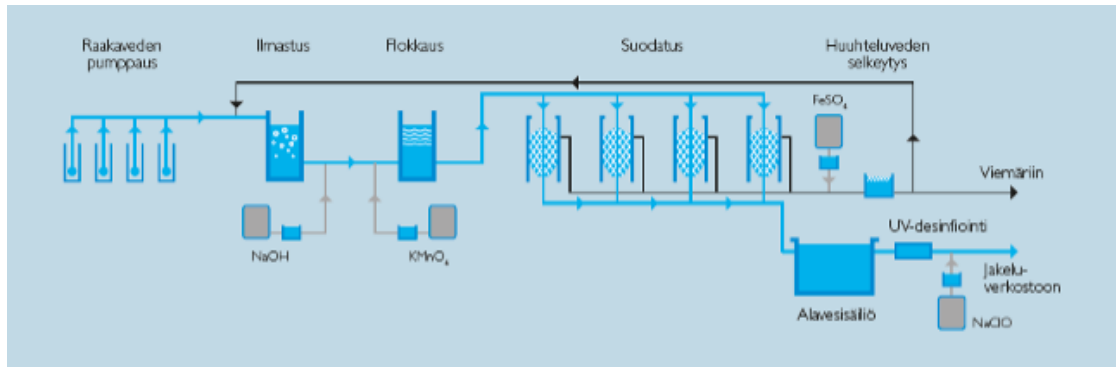 Raakaveden
pumppaus
Ilmastus
Flokkaus
Suodatus
Huuhteluveden
selkeytys
FeSO₄
Viemäriin
NaOH
KMnO₄
UV-desinfiointi
Jakelu-
verkostoon
Alavesisäiliö
NaClO